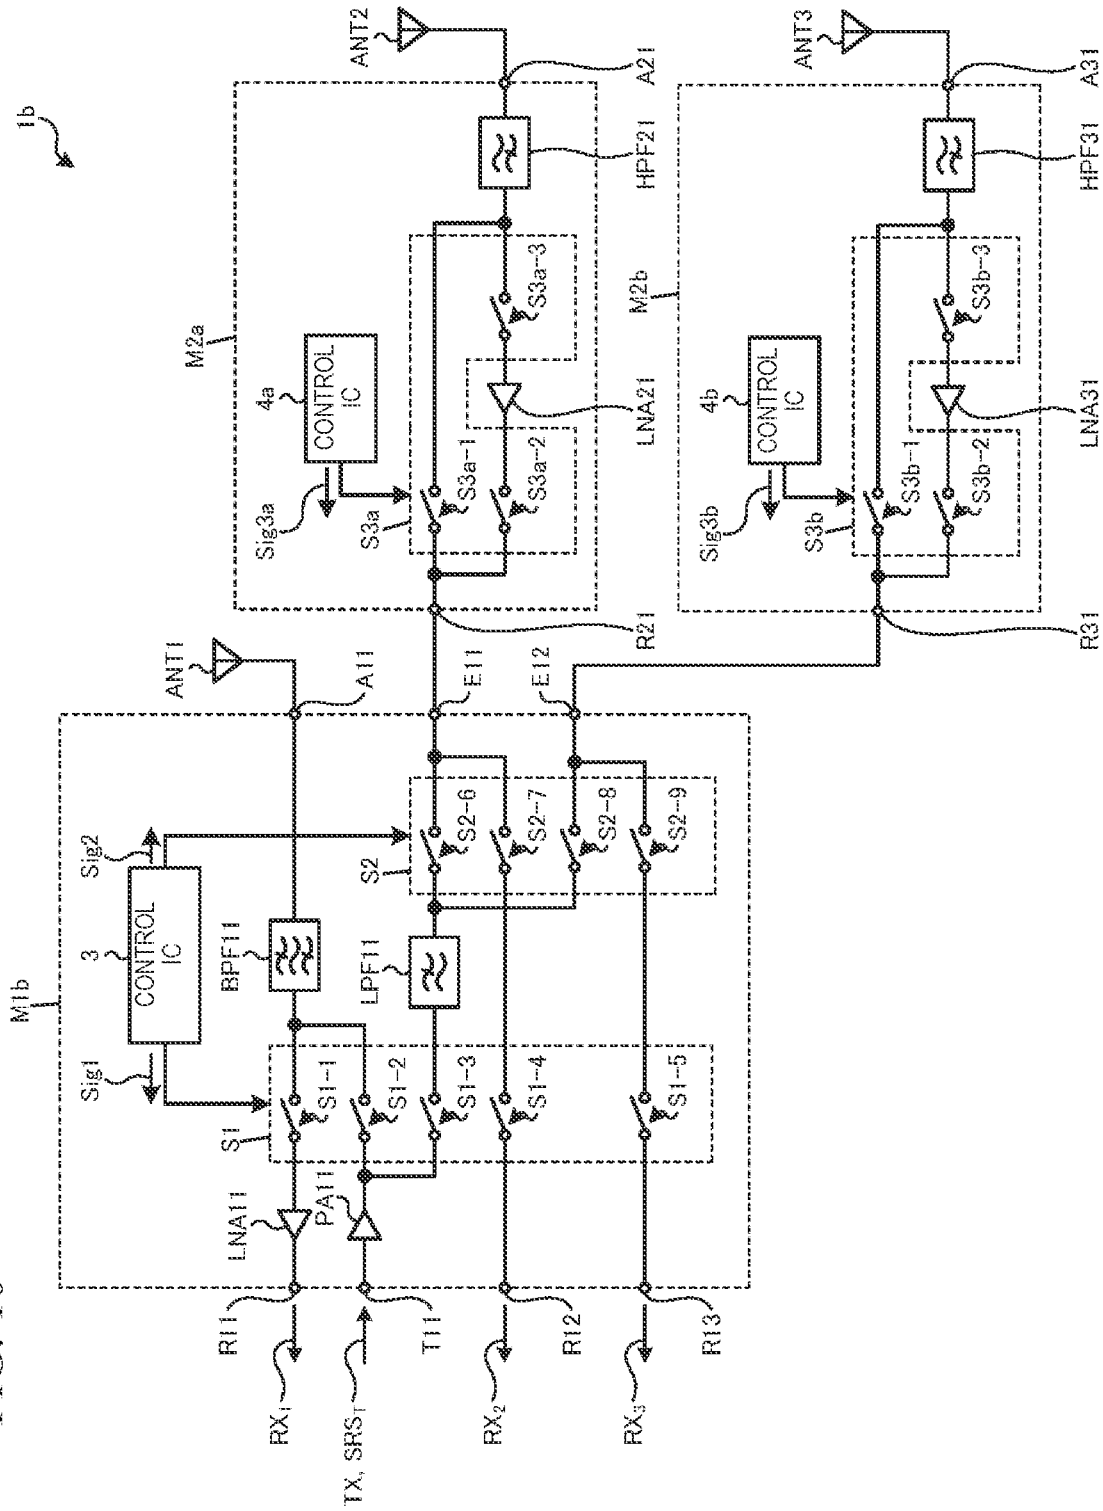 1b
M1b
3
CONTROL
IC
Sig1
Sig2
S1
LNA11
PA11
BPF11
LPF11
S2
S1-1
S1-2
S1-3
S1-4
S1-5
S2-6
S2-7
S2-8
S2-9
RX1
R11
TX, SRST
T11
RX2
R12
RX3
R13
ANT1
A11
E11
E12
M2a
4a
CONTROL
IC
Sig3a
S3a
S3a-1
S3a-2
S3a-3
LNA21
HPF21
ANT2
A21
R21
M2b
4b
CONTROL
IC
Sig3b
S3b
S3b-1
S3b-2
S3b-3
LNA31
HPF31
ANT3
A31
R31